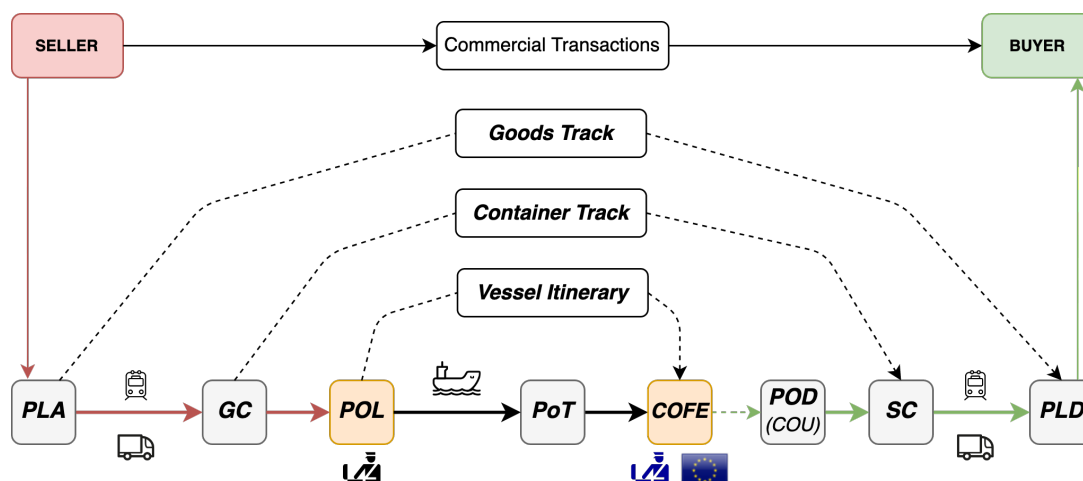 SELLER
Commercial Transactions
BUYER
Goods Track
Container Track
Vessel Itinerary
PLA
GC
POL
PoT
COFE
POD
(COU)
SC
PLD